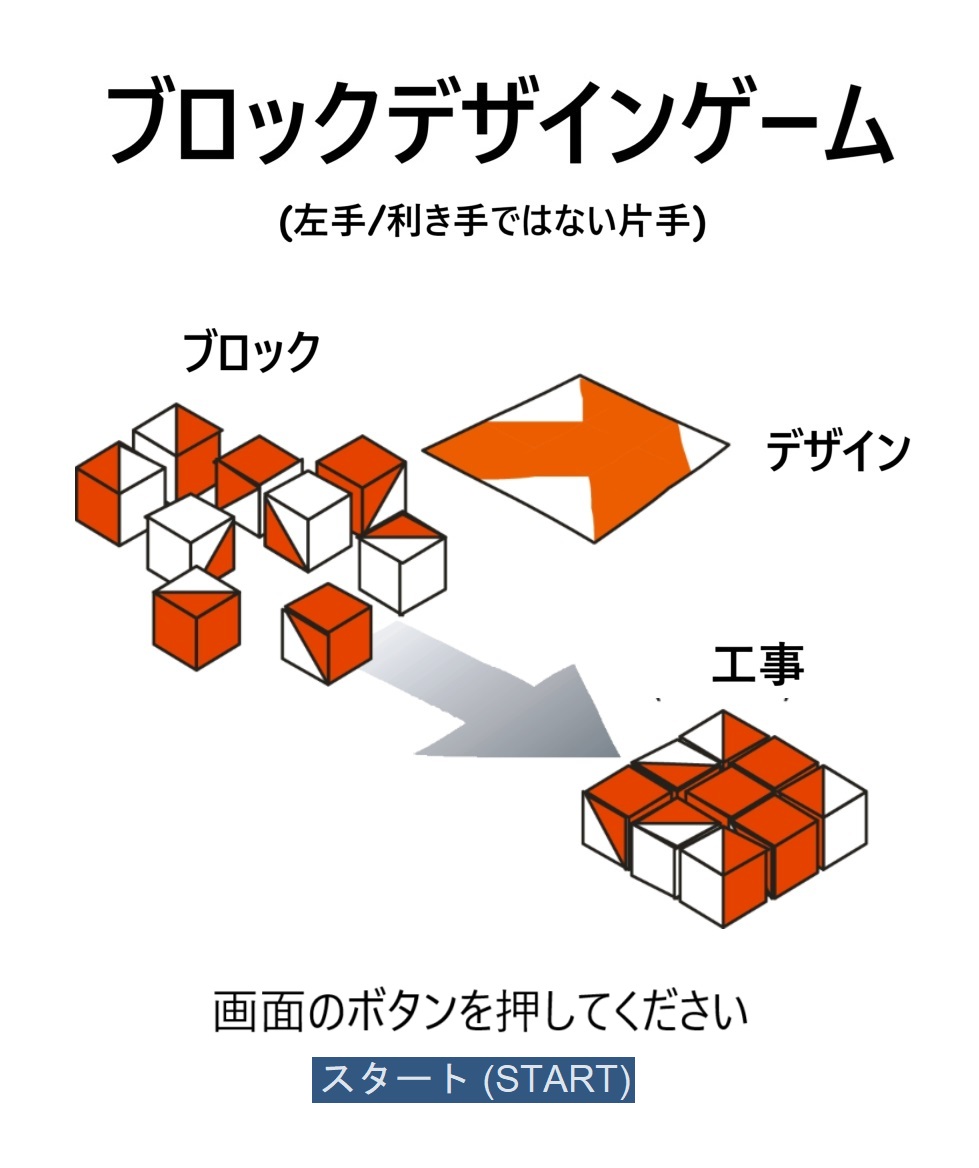 ブロックデザインゲーム
(左手/利き手ではない片手)
ブロック
デザイン
工事
画面のボタンを押してください
スタート (START)